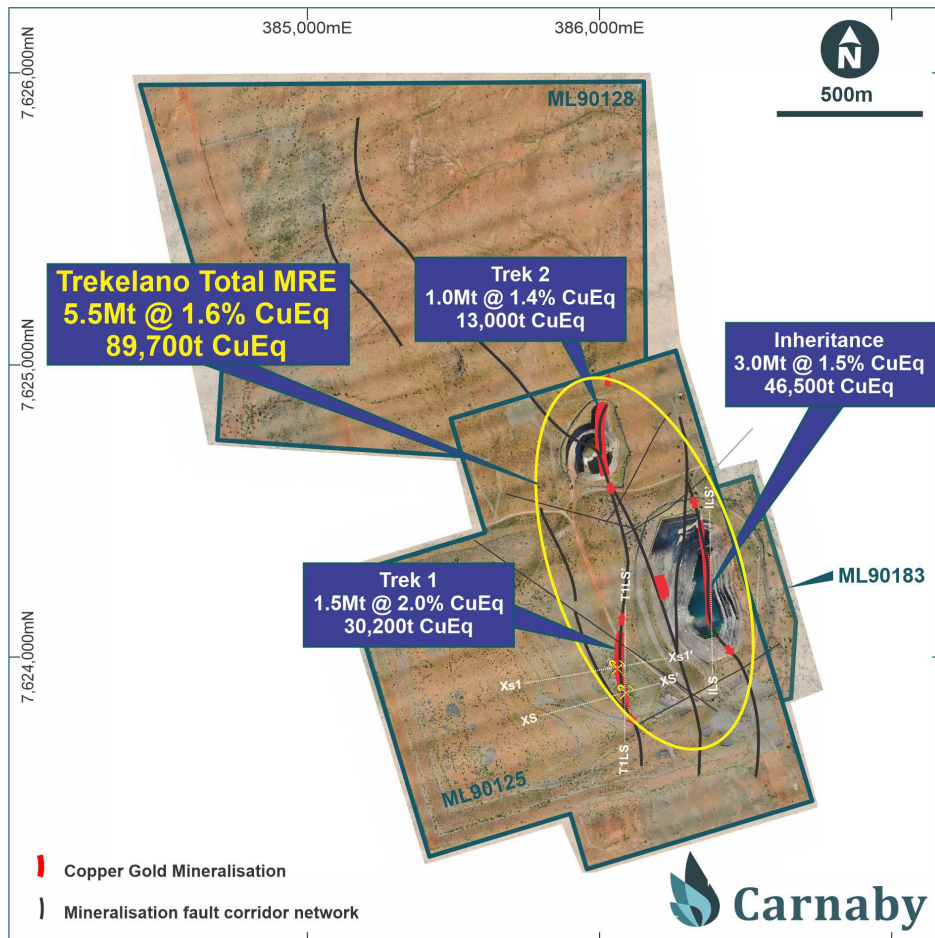 385,000mE
386,000mE
7,626,000mN
N
500m
ML90128
Trekelano Total MRE
5.5Mt @ 1.6% CuEq
89,700t CuEq
Trek 2
1.0Mt @ 1.4% CuEq
13,000t CuEq
Inheritance
3.0Mt @ 1.5% CuEq
46,500t CuEq
7,625,000mN
ILS'
ML90183
Trek 1
1.5Mt @ 2.0% CuEq
30,200t CuEq
T1LS'
7,624,000mN
Xs1
Xs1'
XS
XS'
ILS
T1LS
ML90125
Copper Gold Mineralisation
Mineralisation fault corridor network
Carnaby